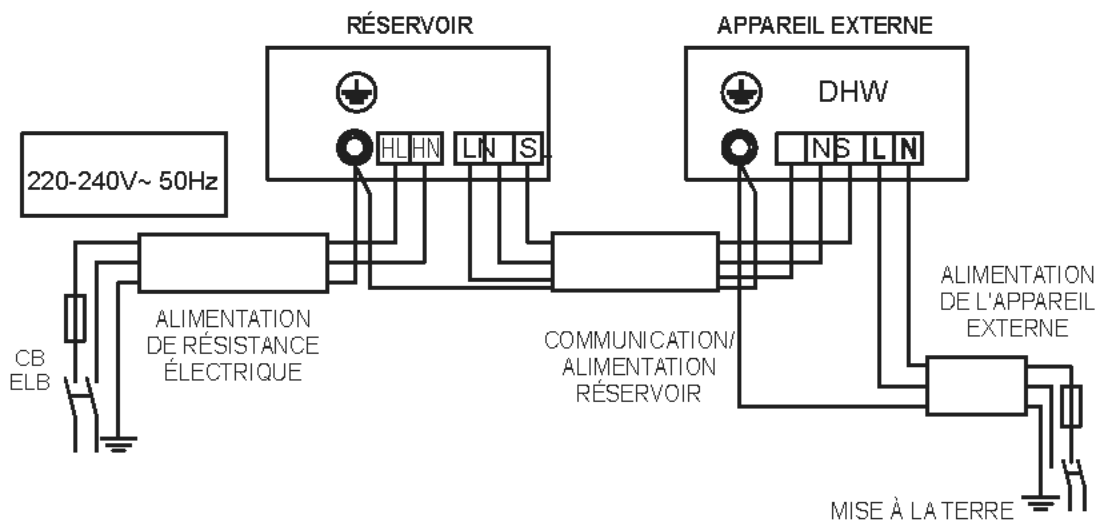 RÉSERVOIR
APPAREIL EXTERNE
DHW
HL HN LN S
N S L N
220-240V~ 50Hz
ALIMENTATION
DE RÉSISTANCE
ÉLECTRIQUE
CB
ELB
COMMUNICATION/
ALIMENTATION
RÉSERVOIR
ALIMENTATION
DE L'APPAREIL
EXTERNE
MISE À LA TERRE